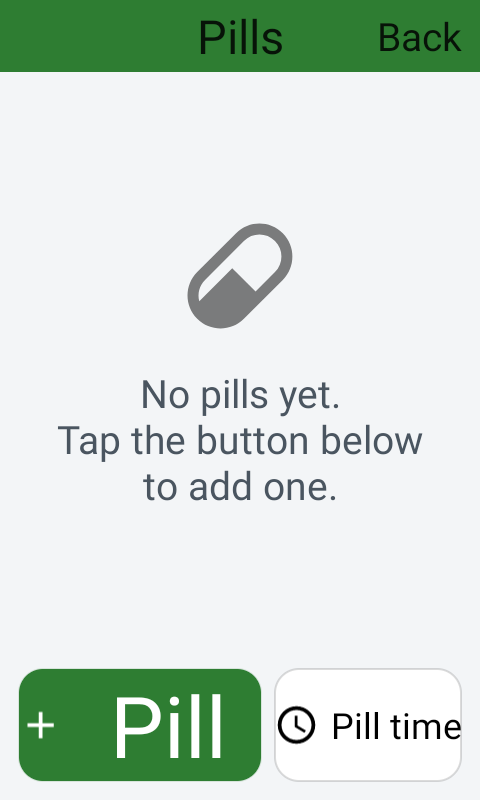 Pills
Back
No pills yet.
Tap the button below
to add one.
+ Pill
Pill time